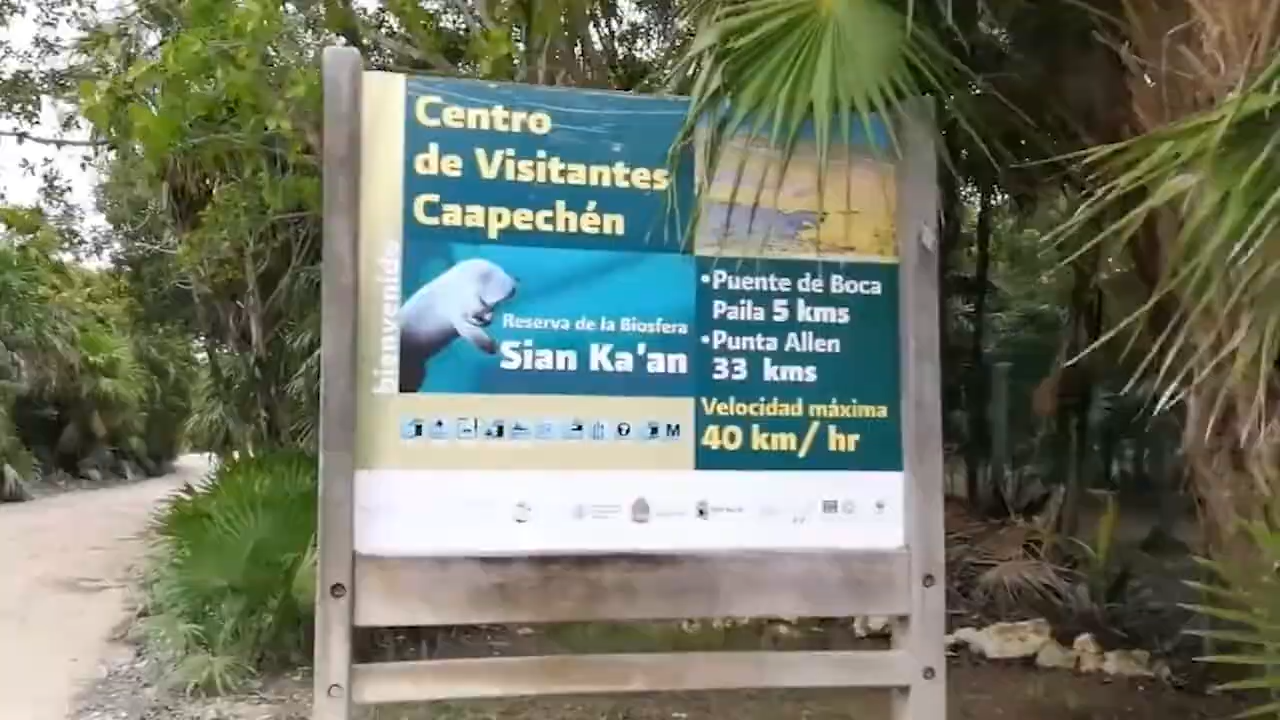 Centro
de Visitantes
Caapechén
bienvenido
Reserva de la Biosfera
Sian Ka'an
•Puente de Boca
Paila 5 kms
•Punta Allen
33 kms
Velocidad máxima
40 km/ hr
M